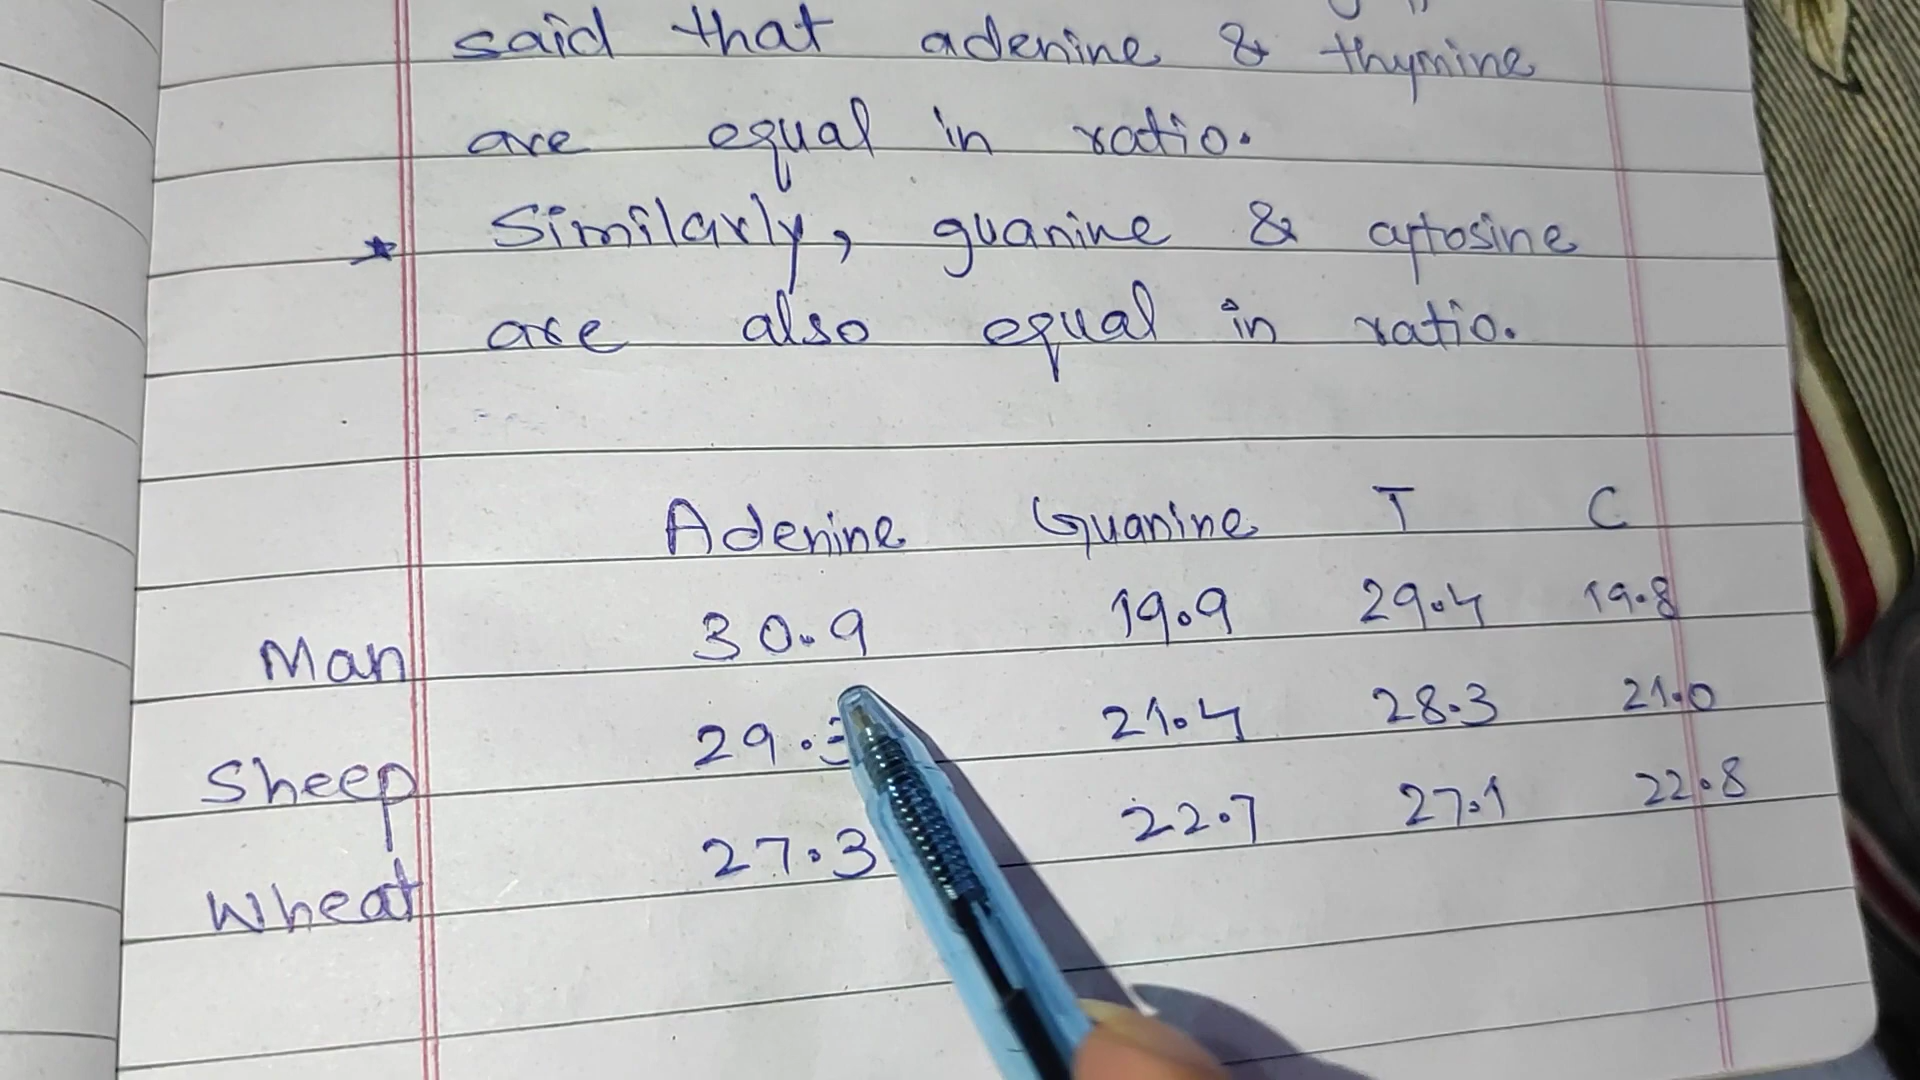 said that adenine & thymine
are equal in ratio.
* Similarly, guanine & cytosine
are also equal in ratio.
Adenine Guanine T C
Man 30.9 19.9 29.4 19.8
Sheep 29.3 21.4 28.3 21.0
Wheat 27.3 22.7 27.1 22.8